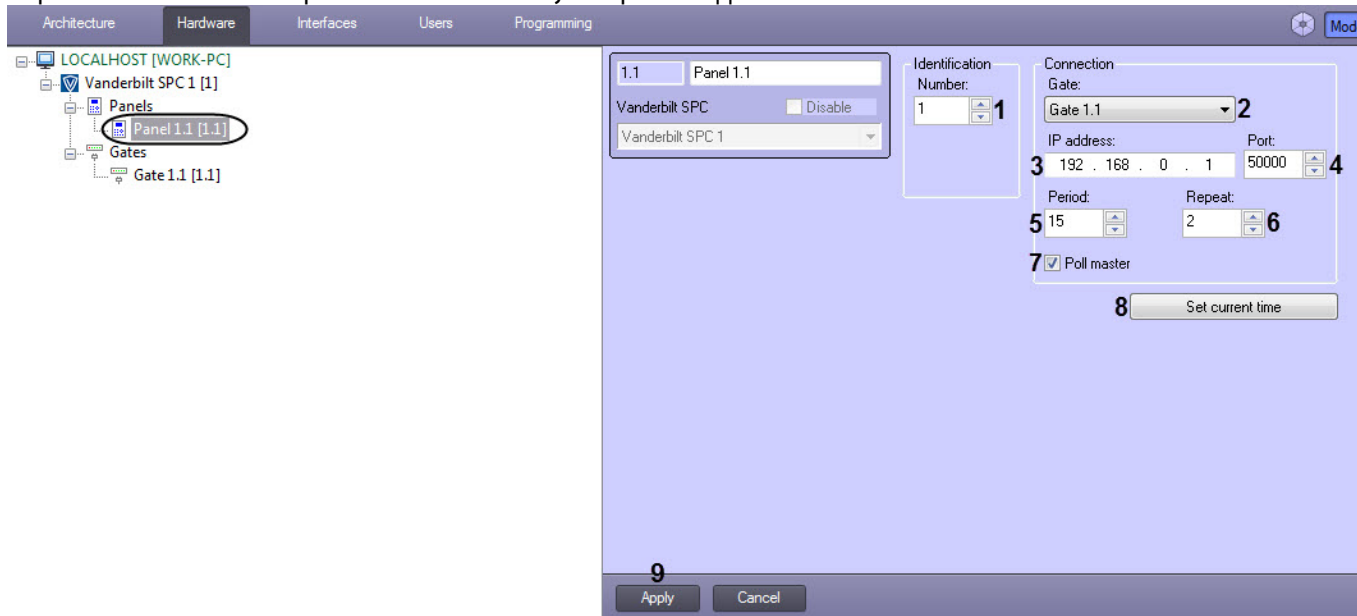 Architecture Hardware Interfaces Users Programming Mod
LOCALHOST [WORK-PC]
Vanderbilt SPC 1 [1]
Panels
Panel 1.1 [1.1]
Gates
Gate 1.1 [1.1]
1.1 Panel 1.1
Vanderbilt SPC Disable
Vanderbilt SPC 1
Identification
Number:
1 1
Connection
Gate:
Gate 1.1 2
IP address: Port:
3 192 . 168 . 0 . 1 50000 4
Period: Repeat:
5 15 2 6
7 Poll master
8 Set current time
9
Apply Cancel